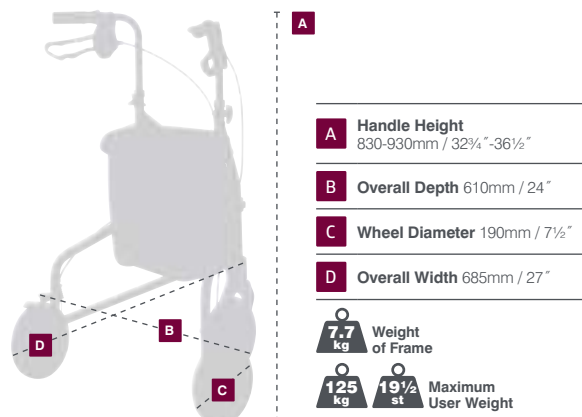 A
A Handle Height
830-930mm / 32¾˝-36½˝
B Overall Depth 610mm / 24˝
C Wheel Diameter 190mm / 7½˝
D Overall Width 685mm / 27˝
D
B
C
7.7
kg
Weight
of Frame
125
kg
19½
st
Maximum
User Weight